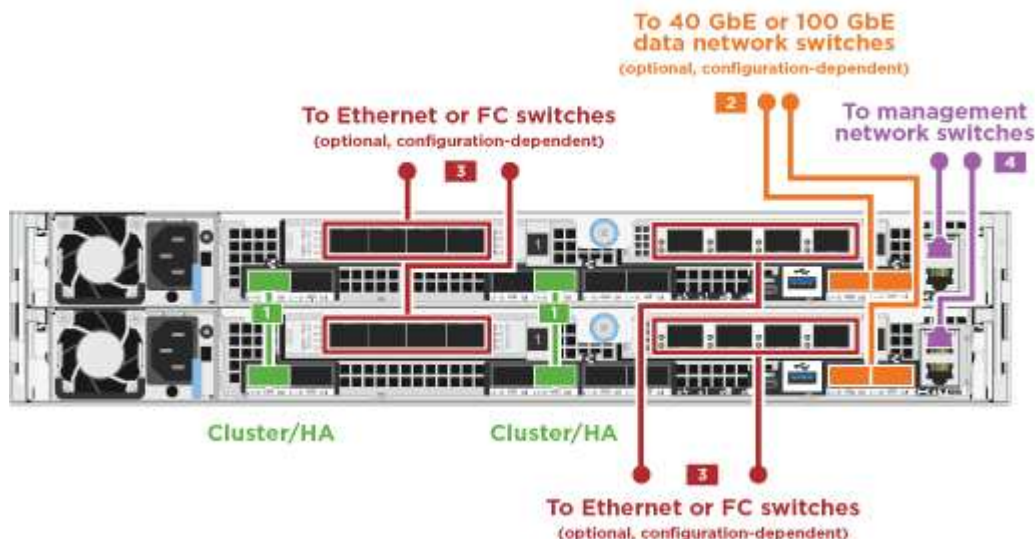 To 40 GbE or 100 GbE
data network switches
(optional, configuration-dependent)
2
To management
network switches
4
To Ethernet or FC switches
(optional, configuration-dependent)
3
1
1
1
1
Cluster/HA
Cluster/HA
3
To Ethernet or FC switches
(optional, configuration-dependent)